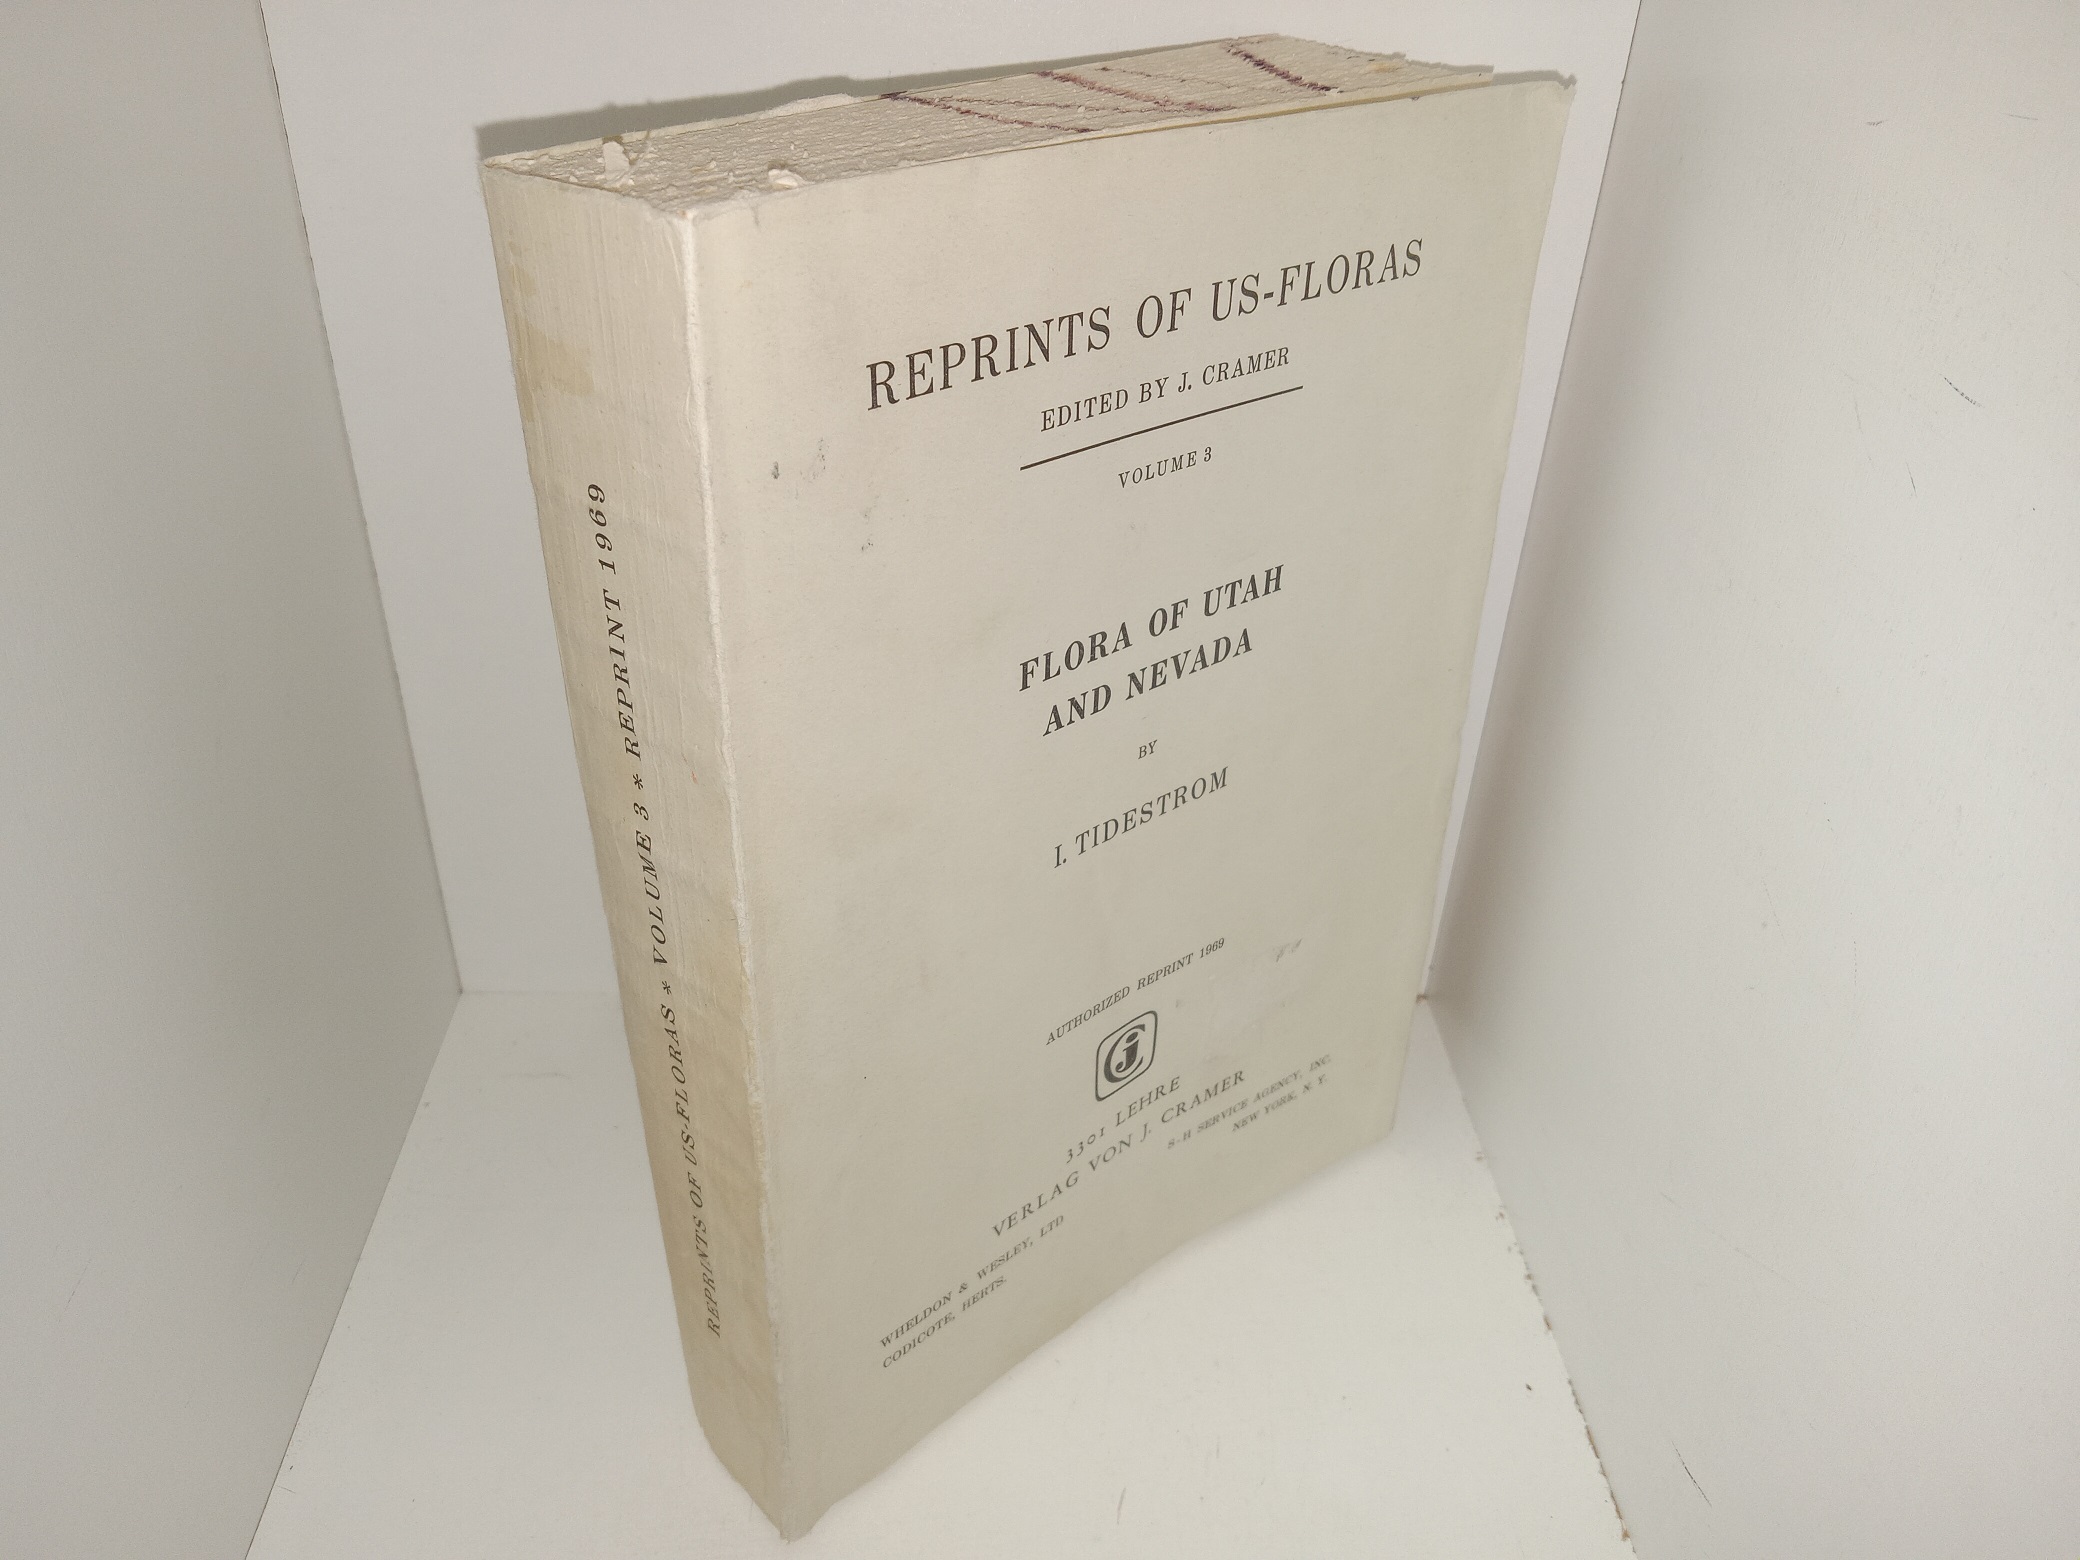 REPRINTS OF US-FLORAS * VOLUME 3 * REPRINT 1969
REPRINTS OF US-FLORAS
EDITED BY J. CRAMER
VOLUME 3
FLORA OF UTAH
AND NEVADA
BY
I. TIDESTROM
AUTHORIZED REPRINT 1969
3301 LEHRE
VERLAG VON J. CRAMER
WHELDON & WESLEY, LTD
CODICOTE, HERTS.
S-H SERVICE AGENCY, INC.
NEW YORK, N. Y.